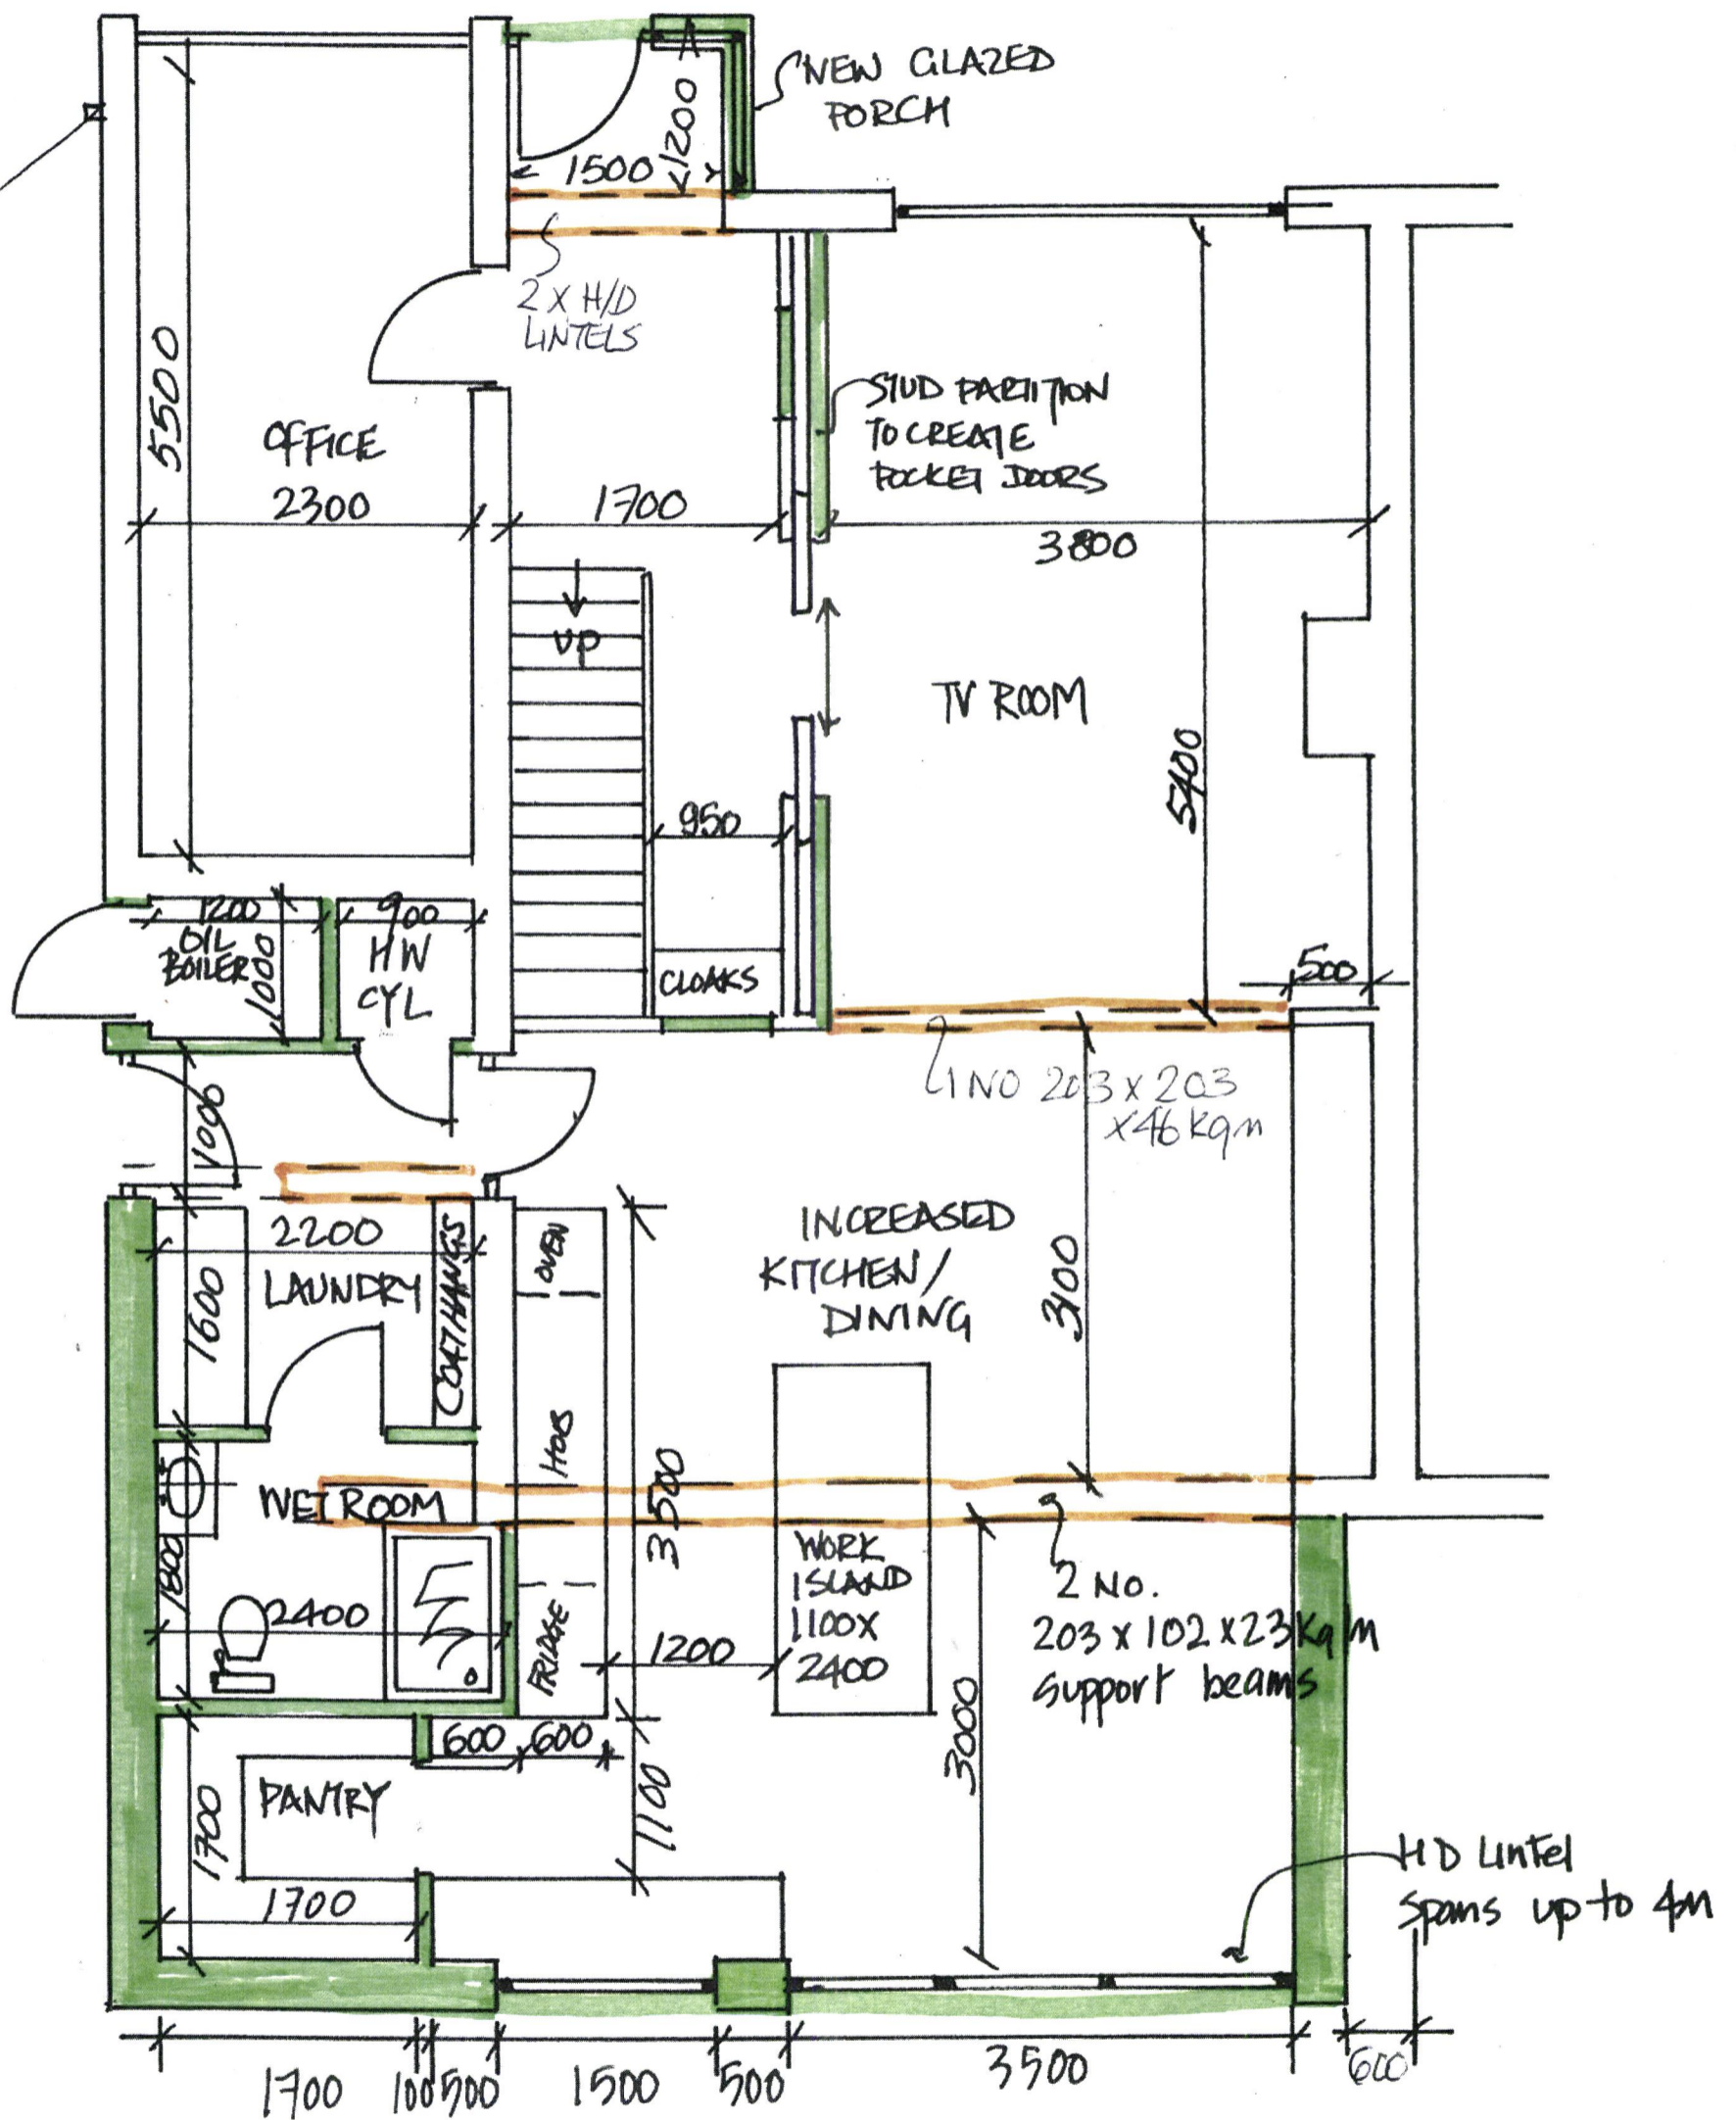 NEW GLAZED
PORCH
1200
1500
2 X H/D
LINTELS
5500
STUD PARTITION
TO CREATE
POCKET DOORS
OFFICE
2300
1700
3800
UP
TV ROOM
5400
950
1200
900
OIL
BOILER
1000
HW
CYL
CLOAKS
500
1 NO 203 X 203
X46 Kgm
1000
2200
LAUNDRY
1600
COAT HANGS
OVEN
INCREASED
KITCHEN/
DINING
3100
HOB
3500
WET ROOM
1800
2400
FRIDGE
1200
WORK
ISLAND
1100X
2400
2 NO.
203 X 102 X 23 Kg/m
support beams
600
600
3000
PANTRY
1700
1100
1700
HD Lintel
spans up to 4m
1700
100
500
1500
500
3500
600